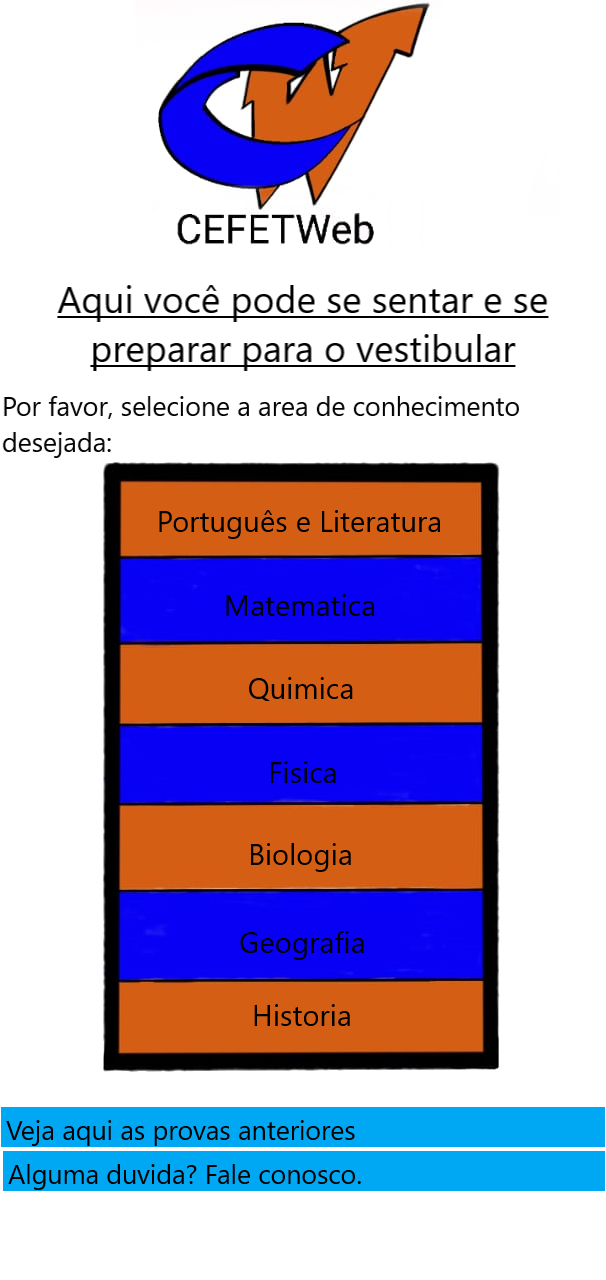 CEFETWeb
Aqui você pode se sentar e se
preparar para o vestibular
Por favor, selecione a area de conhecimento
desejada:
Português e Literatura
Matematica
Quimica
Fisica
Biologia
Geografia
Historia
Veja aqui as provas anteriores
Alguma duvida? Fale conosco.